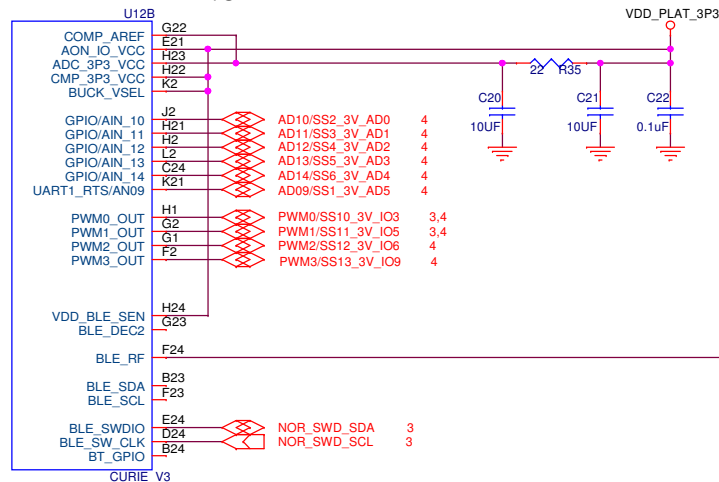 U12B
VDD_PLAT_3P3
COMP_AREF G22
AON_IO_VCC E21
ADC_3P3_VCC H23
CMP_3P3_VCC H22
BUCK_VSEL K2
22 R35
C20 C21 C22
10UF 10UF 0.1uF
GPIO/AIN_10 J2 AD10/SS2_3V_AD0 4
GPIO/AIN_11 H21 AD11/SS3_3V_AD1 4
GPIO/AIN_12 H2 AD12/SS4_3V_AD2 4
GPIO/AIN_13 L2 AD13/SS5_3V_AD3 4
GPIO/AIN_14 C24 AD14/SS6_3V_AD4 4
UART1_RTS/AN09 K21 AD09/SS1_3V_AD5 4
PWM0_OUT H1 PWM0/SS10_3V_IO3 3,4
PWM1_OUT G2 PWM1/SS11_3V_IO5 3,4
PWM2_OUT G1 PWM2/SS12_3V_IO6 4
PWM3_OUT F2 PWM3/SS13_3V_IO9 4
VDD_BLE_SEN H24
BLE_DEC2 G23
BLE_RF F24
BLE_SDA B23
BLE_SCL F23
BLE_SWDIO E24 NOR_SWD_SDA 3
BLE_SW_CLK D24 NOR_SWD_SCL 3
BT_GPIO B24
CURIE_V3